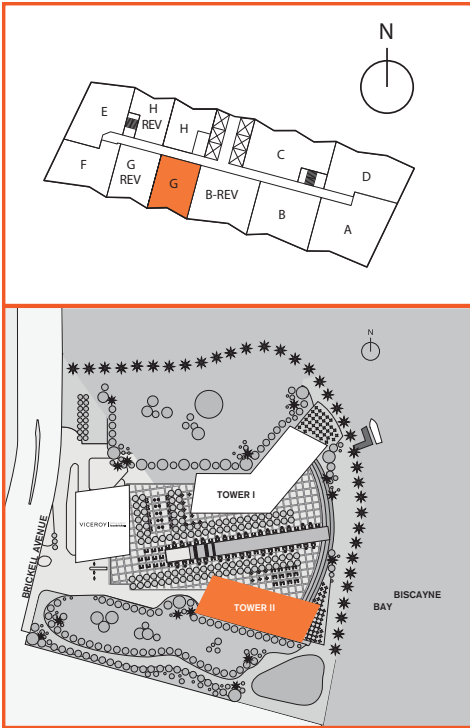 N
E
H
REV
H
C
D
F
G
REV
G
B-REV
B
A
N
TOWER I
VICEROY
BRICKELL AVENUE
TOWER II
BISCAYNE
BAY